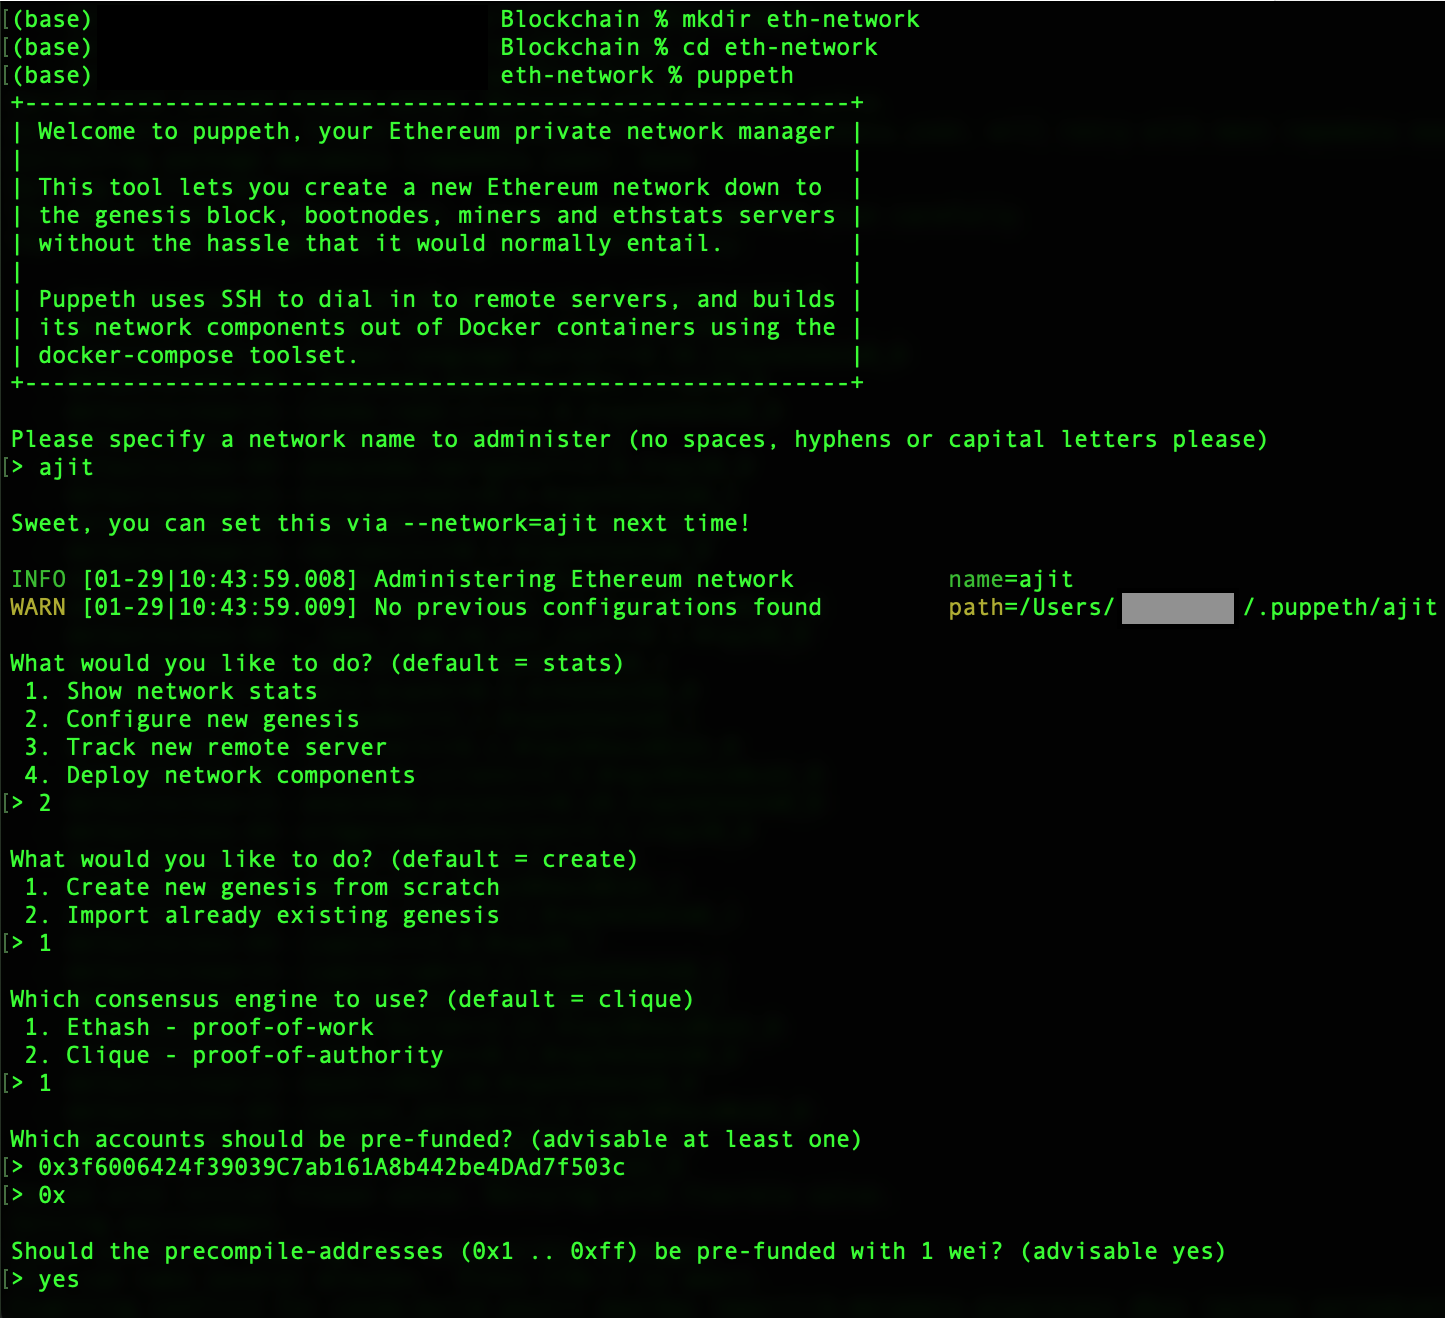 [(base) Blockchain % mkdir eth-network
[(base) Blockchain % cd eth-network
[(base) eth-network % puppeth
+-----------------------------------------------------------+
| Welcome to puppeth, your Ethereum private network manager |
| |
| This tool lets you create a new Ethereum network down to |
| the genesis block, bootnodes, miners and ethstats servers |
| without the hassle that it would normally entail. |
| |
| Puppeth uses SSH to dial in to remote servers, and builds |
| its network components out of Docker containers using the |
| docker-compose toolset. |
+-----------------------------------------------------------+
Please specify a network name to administer (no spaces, hyphens or capital letters please)
[> ajit
Sweet, you can set this via --network=ajit next time!
INFO [01-29|10:43:59.008] Administering Ethereum network name=ajit
WARN [01-29|10:43:59.009] No previous configurations found path=/Users/ /.puppeth/ajit
What would you like to do? (default = stats)
1. Show network stats
2. Configure new genesis
3. Track new remote server
4. Deploy network components
[> 2
What would you like to do? (default = create)
1. Create new genesis from scratch
2. Import already existing genesis
[> 1
Which consensus engine to use? (default = clique)
1. Ethash - proof-of-work
2. Clique - proof-of-authority
[> 1
Which accounts should be pre-funded? (advisable at least one)
[> 0x3f6006424f39039C7ab161A8b442be4DAd7f503c
[> 0x
Should the precompile-addresses (0x1 .. 0xff) be pre-funded with 1 wei? (advisable yes)
[> yes